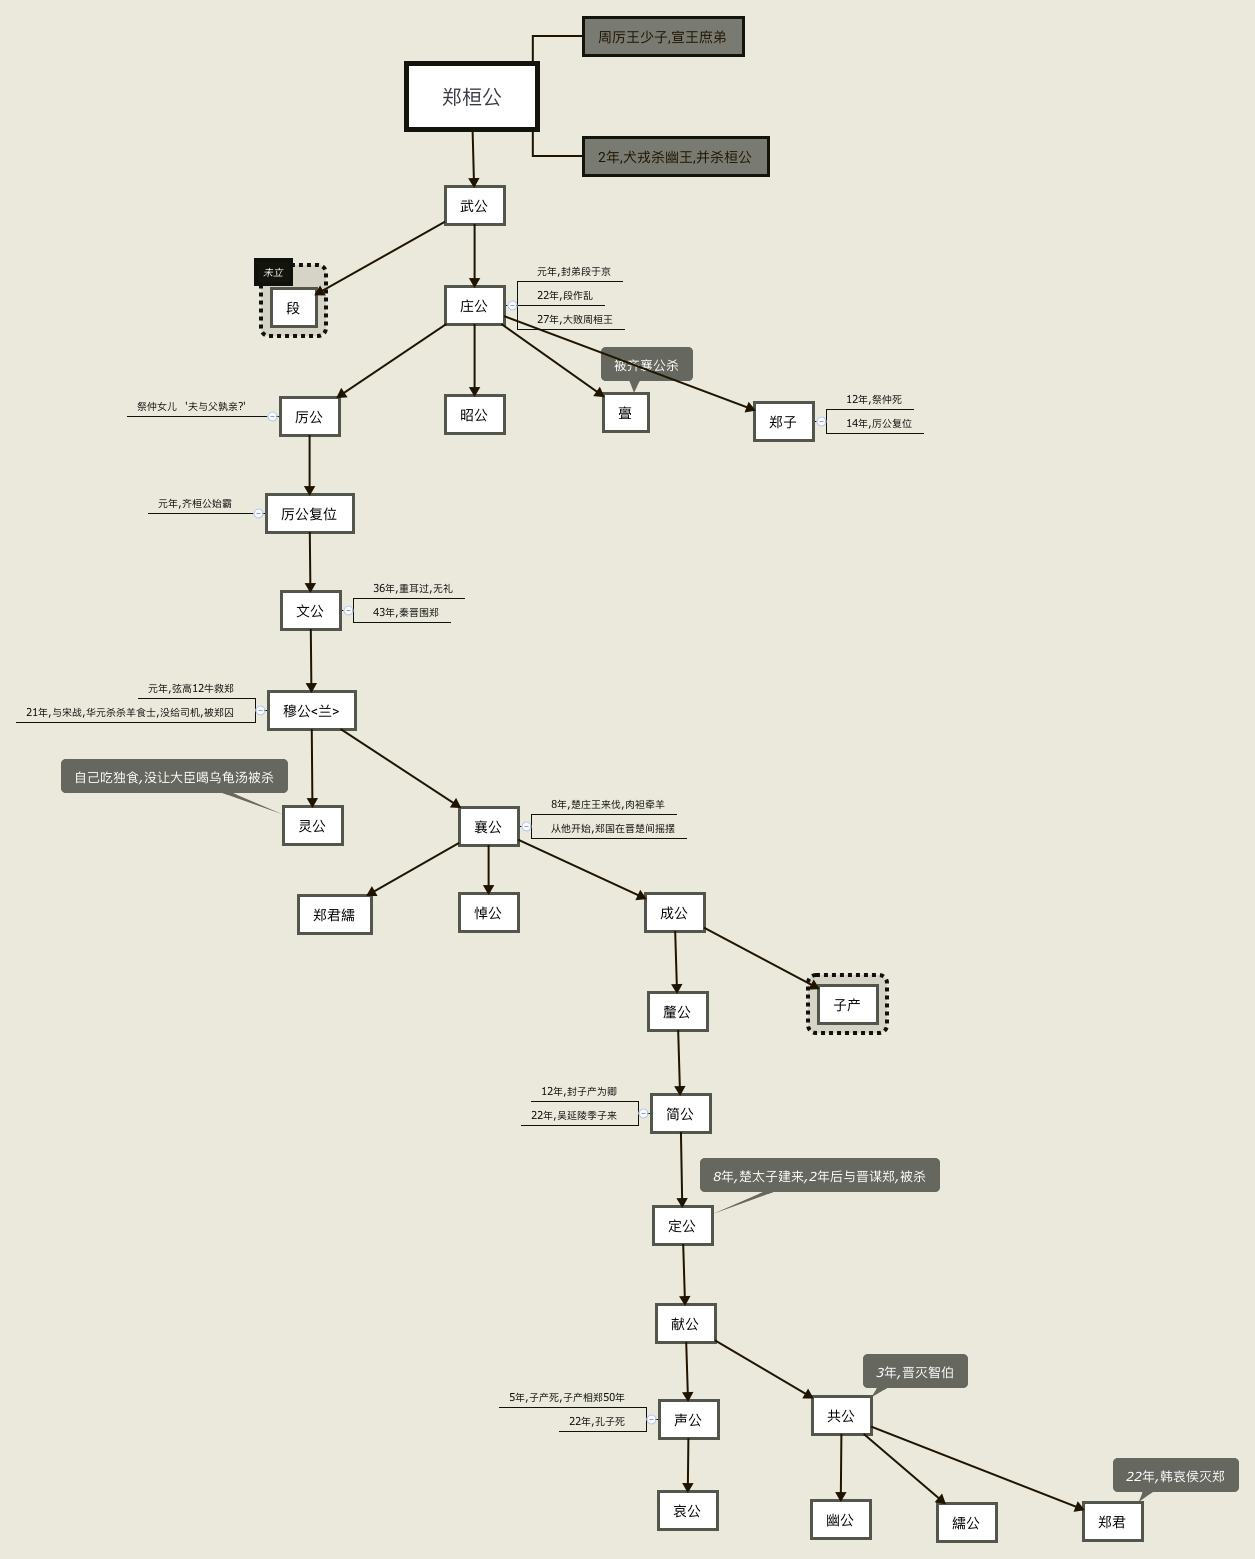 周厉王少子,宣王庶弟
郑桓公
2年,犬戎杀幽王,并杀桓公
武公
未立
段
庄公
元年,封弟段于京
22年,段作乱
27年,大败周桓王
被齐襄公杀
祭仲女儿 '夫与父孰亲?'
厉公
昭公
亹
郑子
12年,祭仲死
14年,厉公复位
元年,齐桓公始霸
厉公复位
文公
36年,重耳过,无礼
43年,秦晋围郑
元年,弦高12牛救郑
21年,与宋战,华元杀杀羊食士,没给司机,被郑囚
穆公<兰>
自己吃独食,没让大臣喝乌龟汤被杀
灵公
襄公
8年,楚庄王来伐,肉袒牵羊
从他开始,郑国在晋楚间摇摆
郑君繻
悼公
成公
釐公
子产
12年,封子产为卿
22年,吴延陵季子来
简公
8年,楚太子建来,2年后与晋谋郑,被杀
定公
献公
3年,晋灭智伯
5年,子产死,子产相郑50年
22年,孔子死
声公
共公
22年,韩哀侯灭郑
哀公
幽公
繻公
郑君